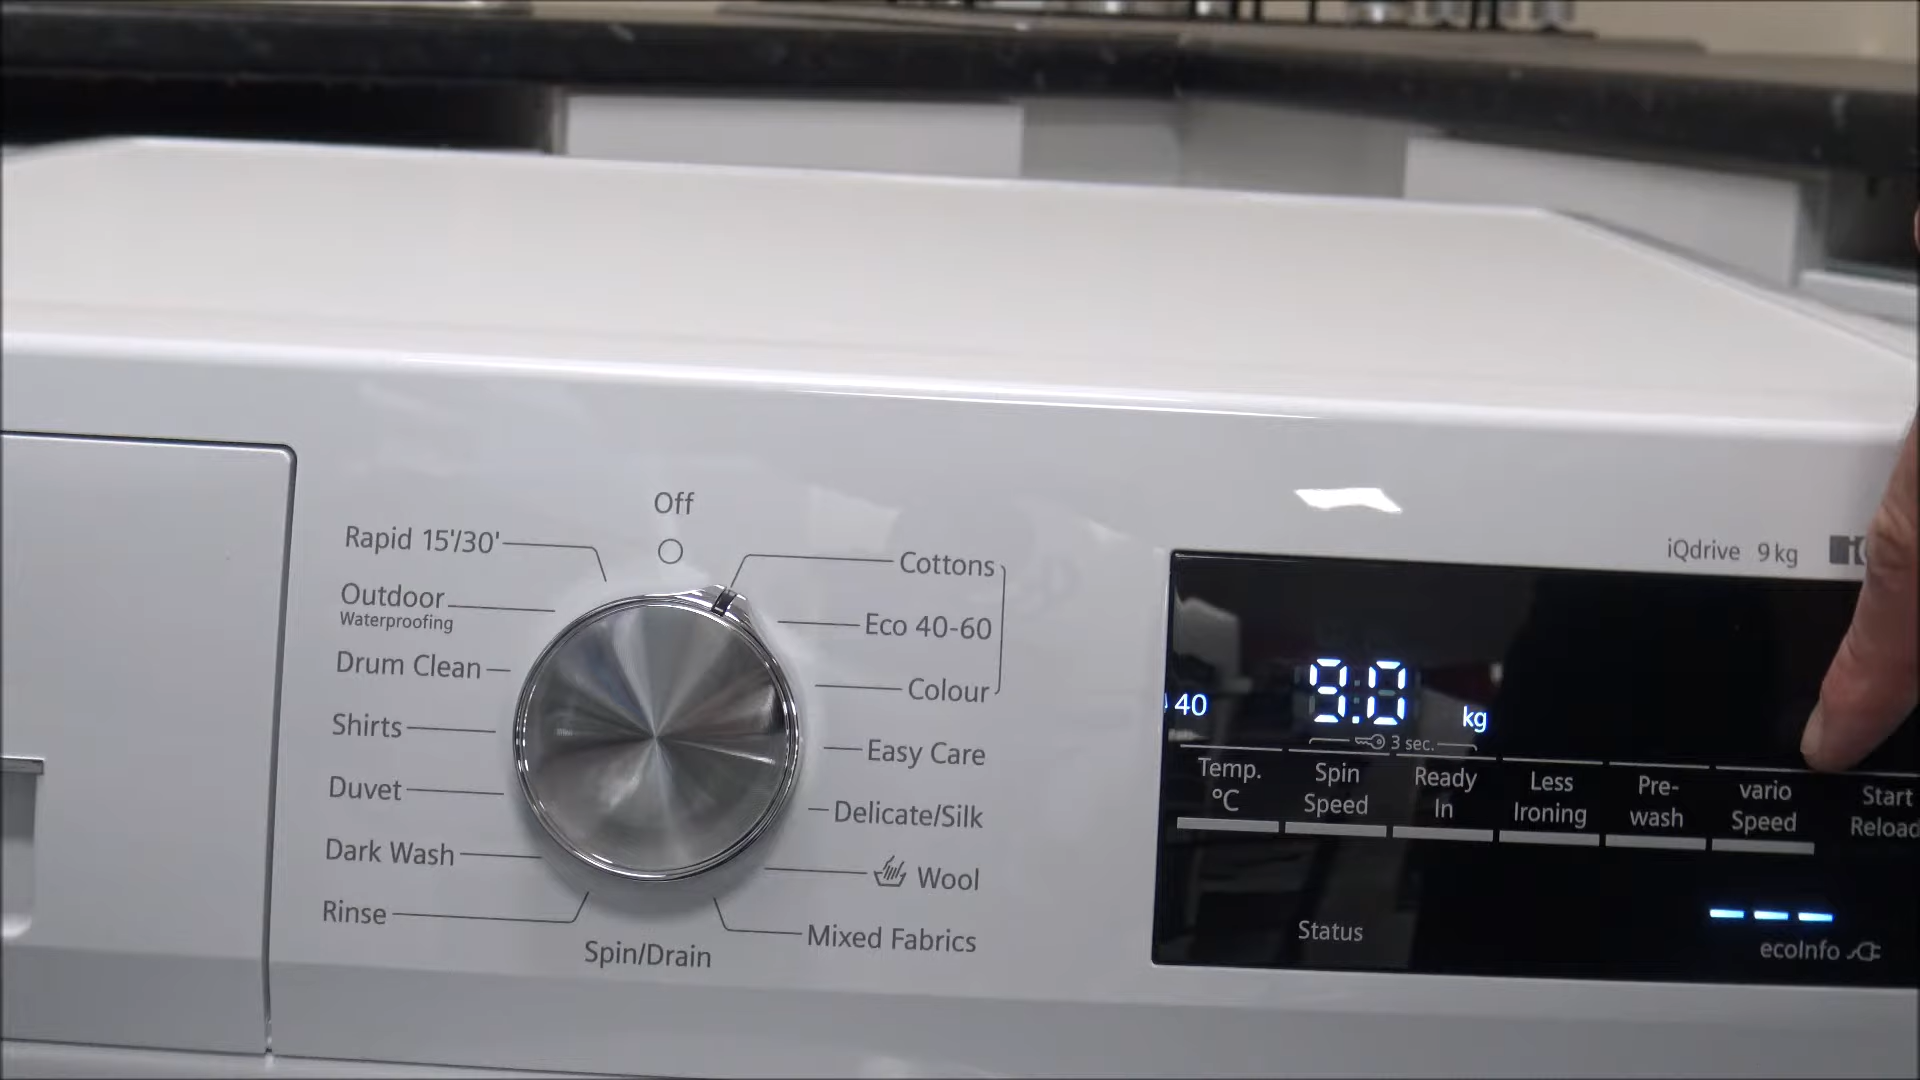 Off
Rapid 15'/30'
Outdoor
Waterproofing
Drum Clean
Shirts
Duvet
Dark Wash
Rinse
Spin/Drain
Cottons
Eco 40-60
Colour
Easy Care
Delicate/Silk
Wool
Mixed Fabrics
iQdrive 9 kg
40
9.0 kg
3 sec.
Temp.
°C
Spin
Speed
Ready
In
Less
Ironing
Pre-
wash
vario
Speed
Start
Reload
Status
ecoInfo